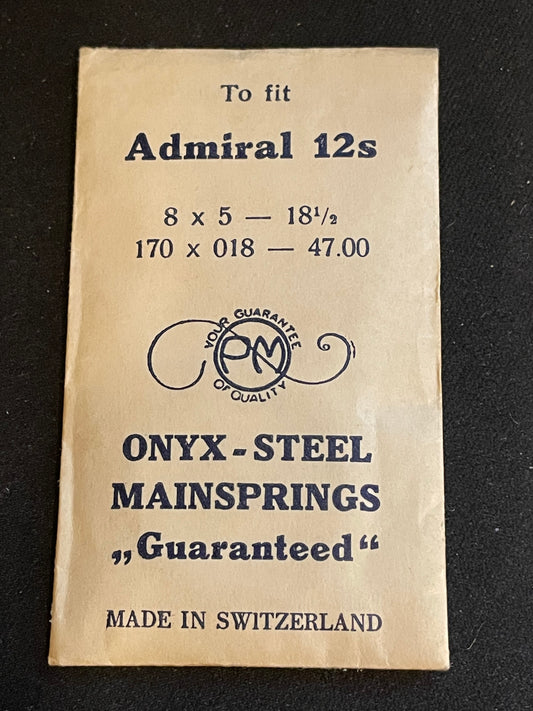 To fit
Admiral 12s
8 x 5 — 18½
170 x 018 — 47.00
YOUR GUARANTEE
PM
OF QUALITY
ONYX-STEEL
MAINSPRINGS
„Guaranteed“
MADE IN SWITZERLAND